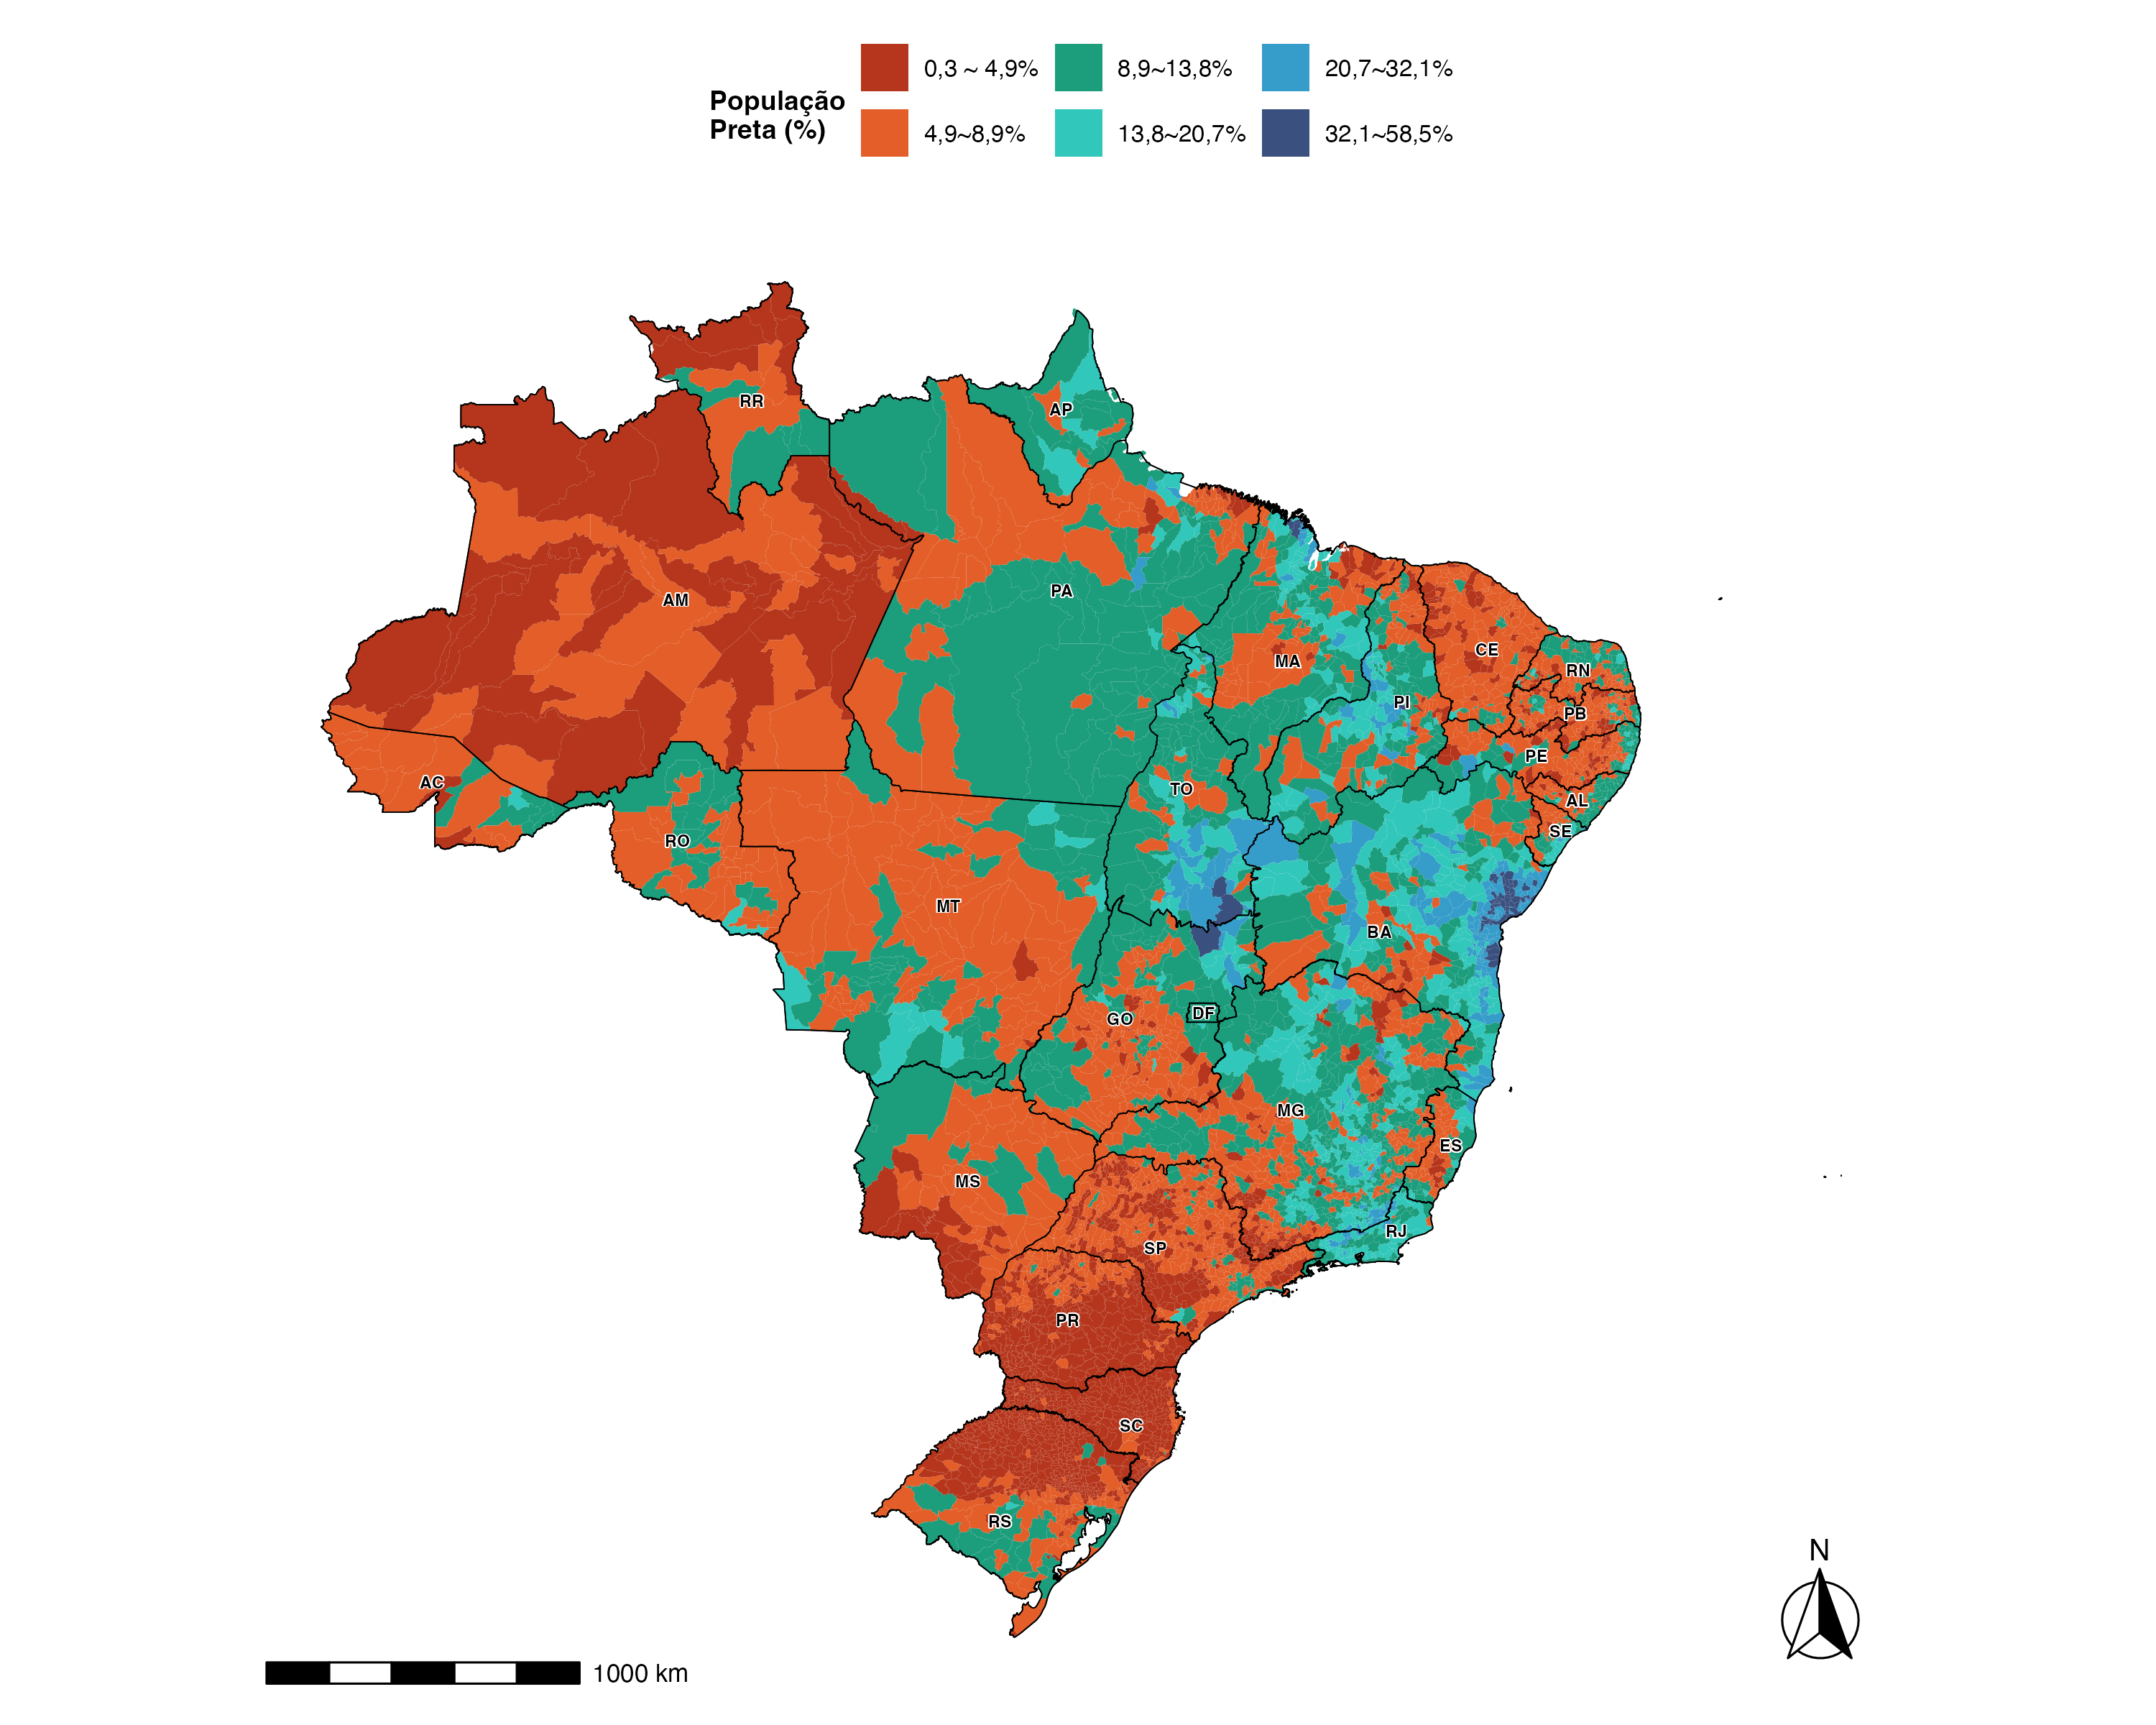 População
Preta (%)
0,3 ~ 4,9%
4,9~8,9%
8,9~13,8%
13,8~20,7%
20,7~32,1%
32,1~58,5%
RR
AP
AM
PA
MA
CE
RN
PB
PI
PE
AC
TO
AL
SE
RO
MT
BA
GO
DF
MG
ES
MS
RJ
SP
PR
SC
RS
N
1000 km